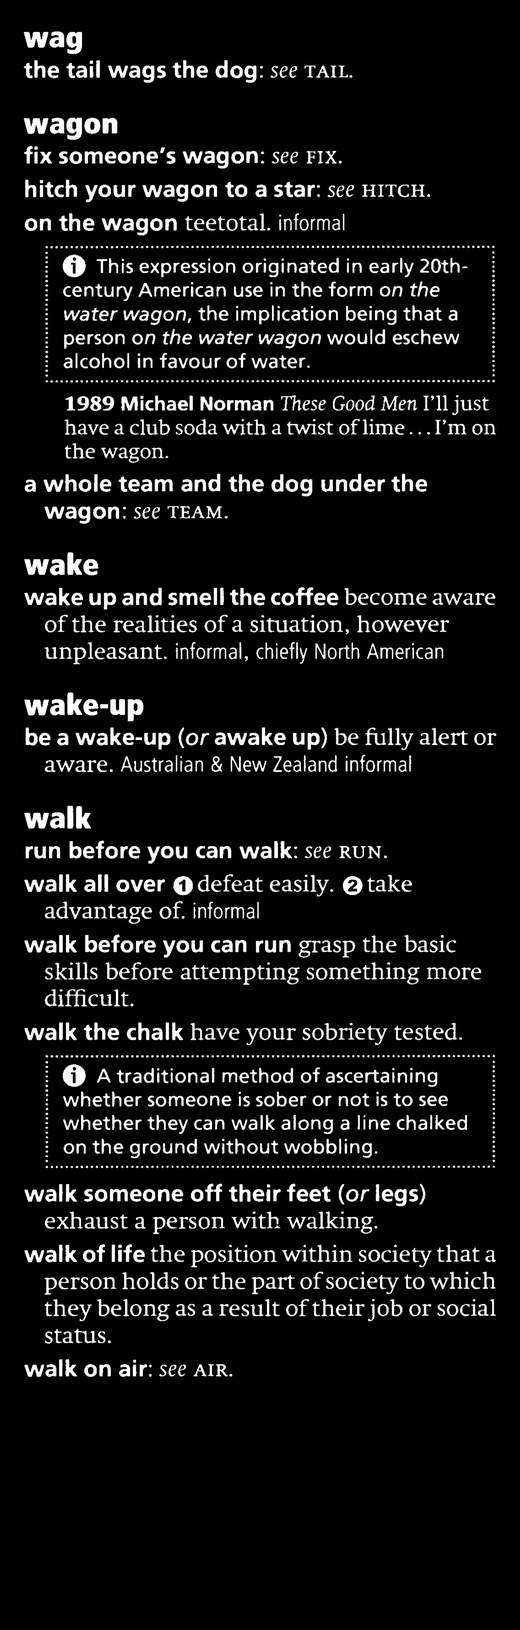 wag
the tail wags the dog: see TAIL.
wagon
fix someone's wagon: see FIX.
hitch your wagon to a star: see HITCH.
on the wagon teetotal. informal
ⓘ This expression originated in early 20th-
century American use in the form on the
water wagon, the implication being that a
person on the water wagon would eschew
alcohol in favour of water.
1989 Michael Norman These Good Men I'll just
have a club soda with a twist of lime…I'm on
the wagon.
a whole team and the dog under the
wagon: see TEAM.
wake
wake up and smell the coffee become aware
of the realities of a situation, however
unpleasant. informal, chiefly North American
wake-up
be a wake-up (or awake up) be fully alert or
aware. Australian & New Zealand informal
walk
run before you can walk: see RUN.
walk all over ❶ defeat easily. ❷ take
advantage of. informal
walk before you can run grasp the basic
skills before attempting something more
difficult.
walk the chalk have your sobriety tested.
ⓘ A traditional method of ascertaining
whether someone is sober or not is to see
whether they can walk along a line chalked
on the ground without wobbling.
walk someone off their feet (or legs)
exhaust a person with walking.
walk of life the position within society that a
person holds or the part of society to which
they belong as a result of their job or social
status.
walk on air: see AIR.